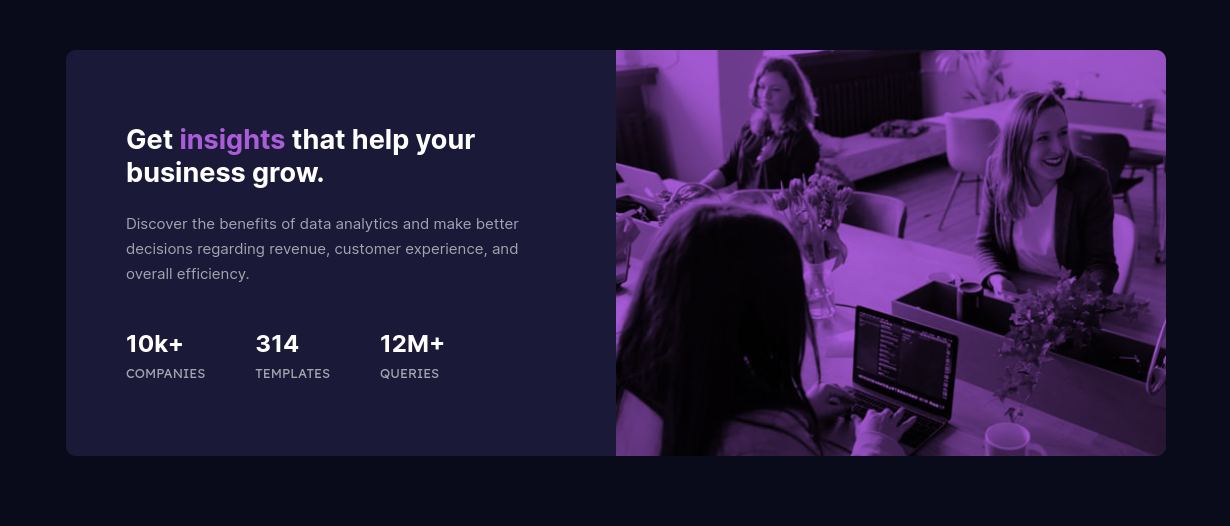 Get insights that help your
business grow.
Discover the benefits of data analytics and make better
decisions regarding revenue, customer experience, and
overall efficiency.
10k+ 314 12M+
COMPANIES TEMPLATES QUERIES